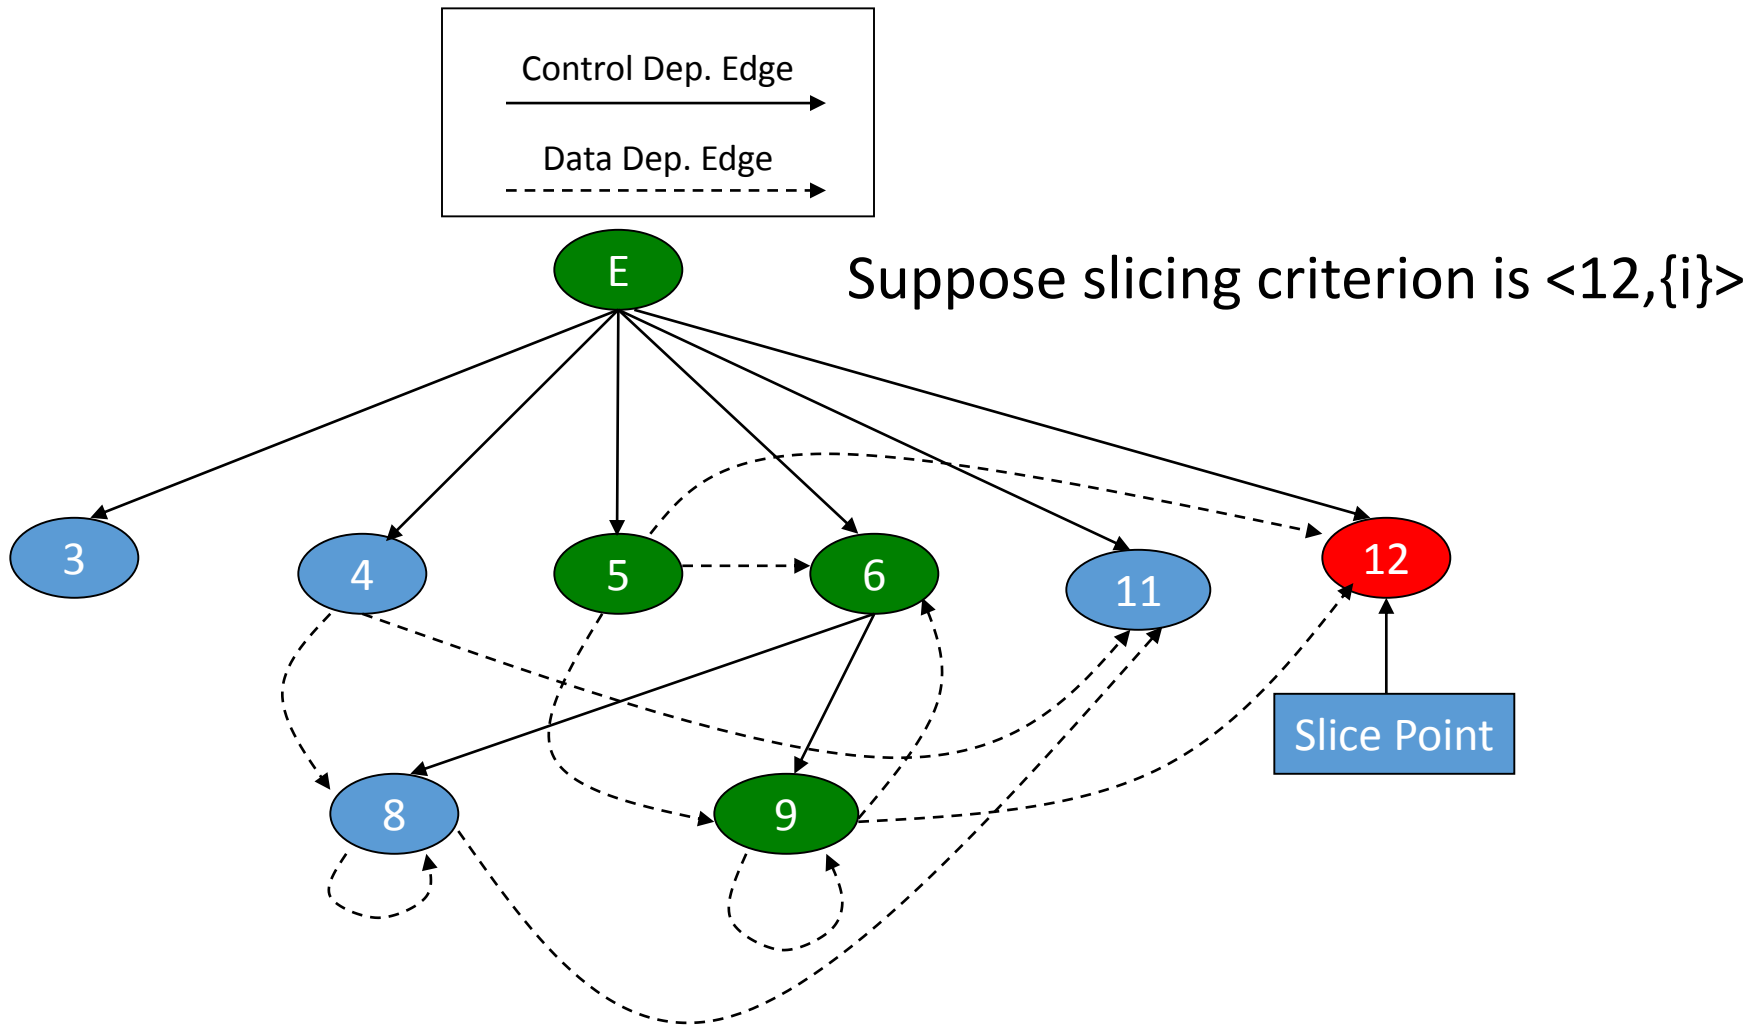 Control Dep. Edge
Data Dep. Edge
E
Suppose slicing criterion is <12,{i}>
3
4
5
6
11
12
Slice Point
8
9